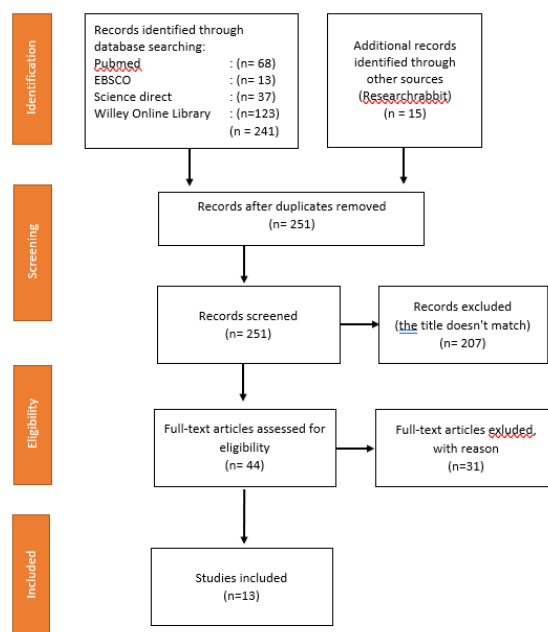 Identification
Records identified through
database searching:
Pubmed : (n= 68)
EBSCO : (n= 13)
Science direct : (n= 37)
Willey Online Library : (n=123)
(n = 241)
Additional records
identified through
other sources
(Researchrabbit)
(n = 15)
Screening
Records after duplicates removed
(n= 251)
Records screened
(n= 251)
Records excluded
(the title doesn't match)
(n= 207)
Eligibility
Full-text articles assessed for
eligibility
(n= 44)
Full-text articles exluded,
with reason
(n=31)
Included
Studies included
(n=13)